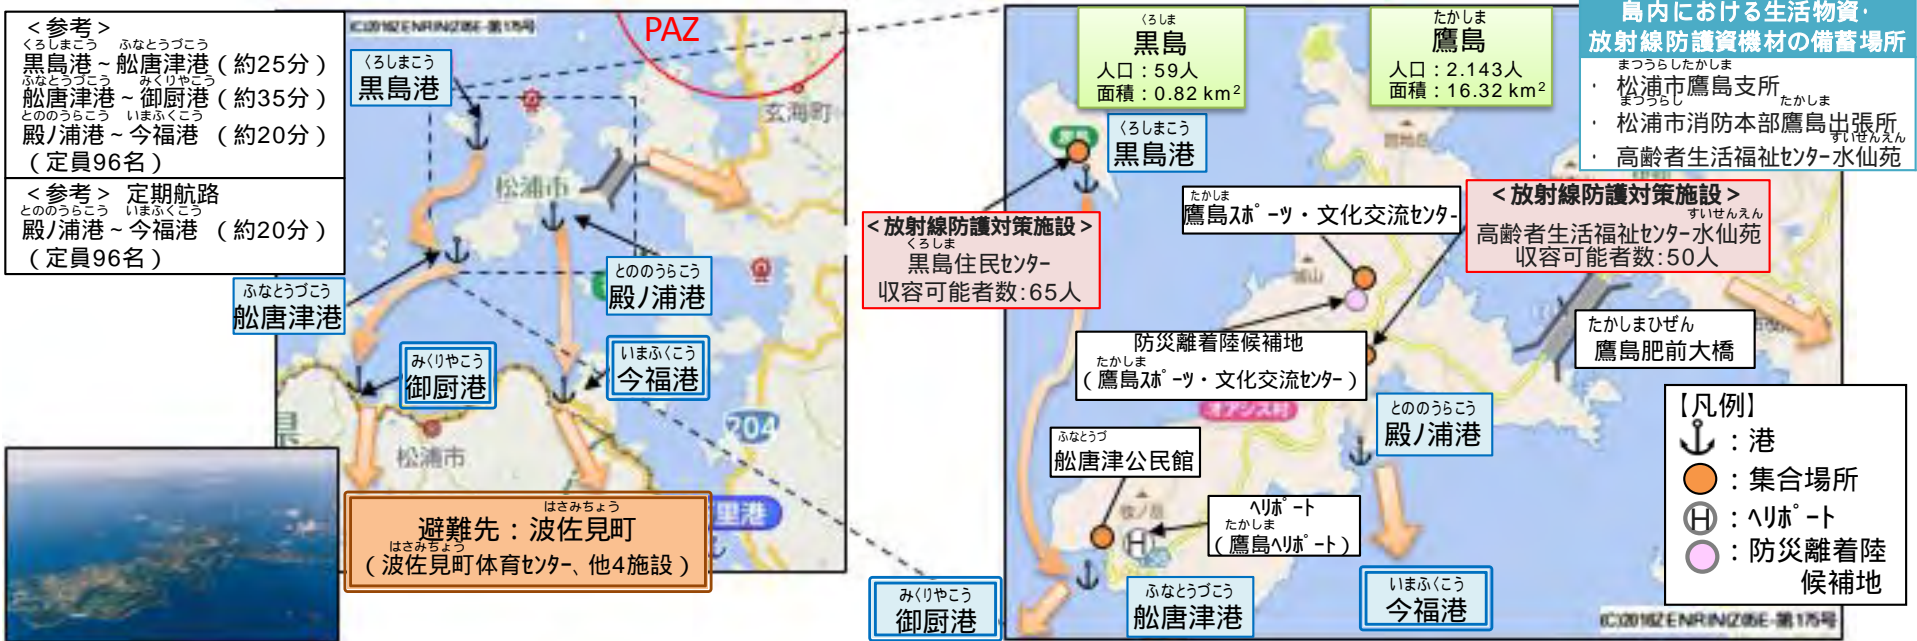 <参考>
くろしまこう ふなとうづこう
黒島港~舩唐津港(約25分)
ふなとうづこう みくりやこう
舩唐津港~御厨港(約35分)
とののうらこう いまふくこう
殿ノ浦港~今福港(約20分)
(定員96名)
<参考> 定期航路
とののうらこう いまふくこう
殿ノ浦港~今福港(約20分)
(定員96名)
(C)2016ZENRIN(Z05E-第175号
PAZ
くろしまこう
黒島港
玄海町
松浦市
とののうらこう
殿ノ浦港
ふなとうづこう
舩唐津港
みくりやこう
御厨港
いまふくこう
今福港
204
松浦市
里港
はさみちょう
避難先:波佐見町
はさみちょう
(波佐見町体育センター、他4施設)
くろしま
黒島
人口:59人
面積:0.82 km²
たかしま
鷹島
人口:2.143人
面積:16.32 km²
島内における生活物資・
放射線防護資機材の備蓄場所
まつうらしたかしま
・ 松浦市鷹島支所
まつうらし たかしま
・ 松浦市消防本部鷹島出張所
すいせんえん
・ 高齢者生活福祉センター水仙苑
くろしまこう
黒島港
<放射線防護対策施設>
くろしま
黒島住民センター
収容可能者数:65人
たかしま
鷹島スポーツ・文化交流センター
<放射線防護対策施設>
すいせんえん
高齢者生活福祉センター水仙苑
収容可能者数:50人
たかしまひぜん
鷹島肥前大橋
防災離着陸候補地
たかしま
(鷹島スポーツ・文化交流センター)
オアシス村
とののうらこう
殿ノ浦港
ふなとうづ
舩唐津公民館
ヘリポート
たかしま
(鷹島ヘリポート)
H
みくりやこう
御厨港
ふなとうづこう
舩唐津港
いまふくこう
今福港
【凡例】
:港
:集合場所
H:ヘリポート
:防災離着陸
候補地
(C)2016ZENRIN(Z05E-第175号